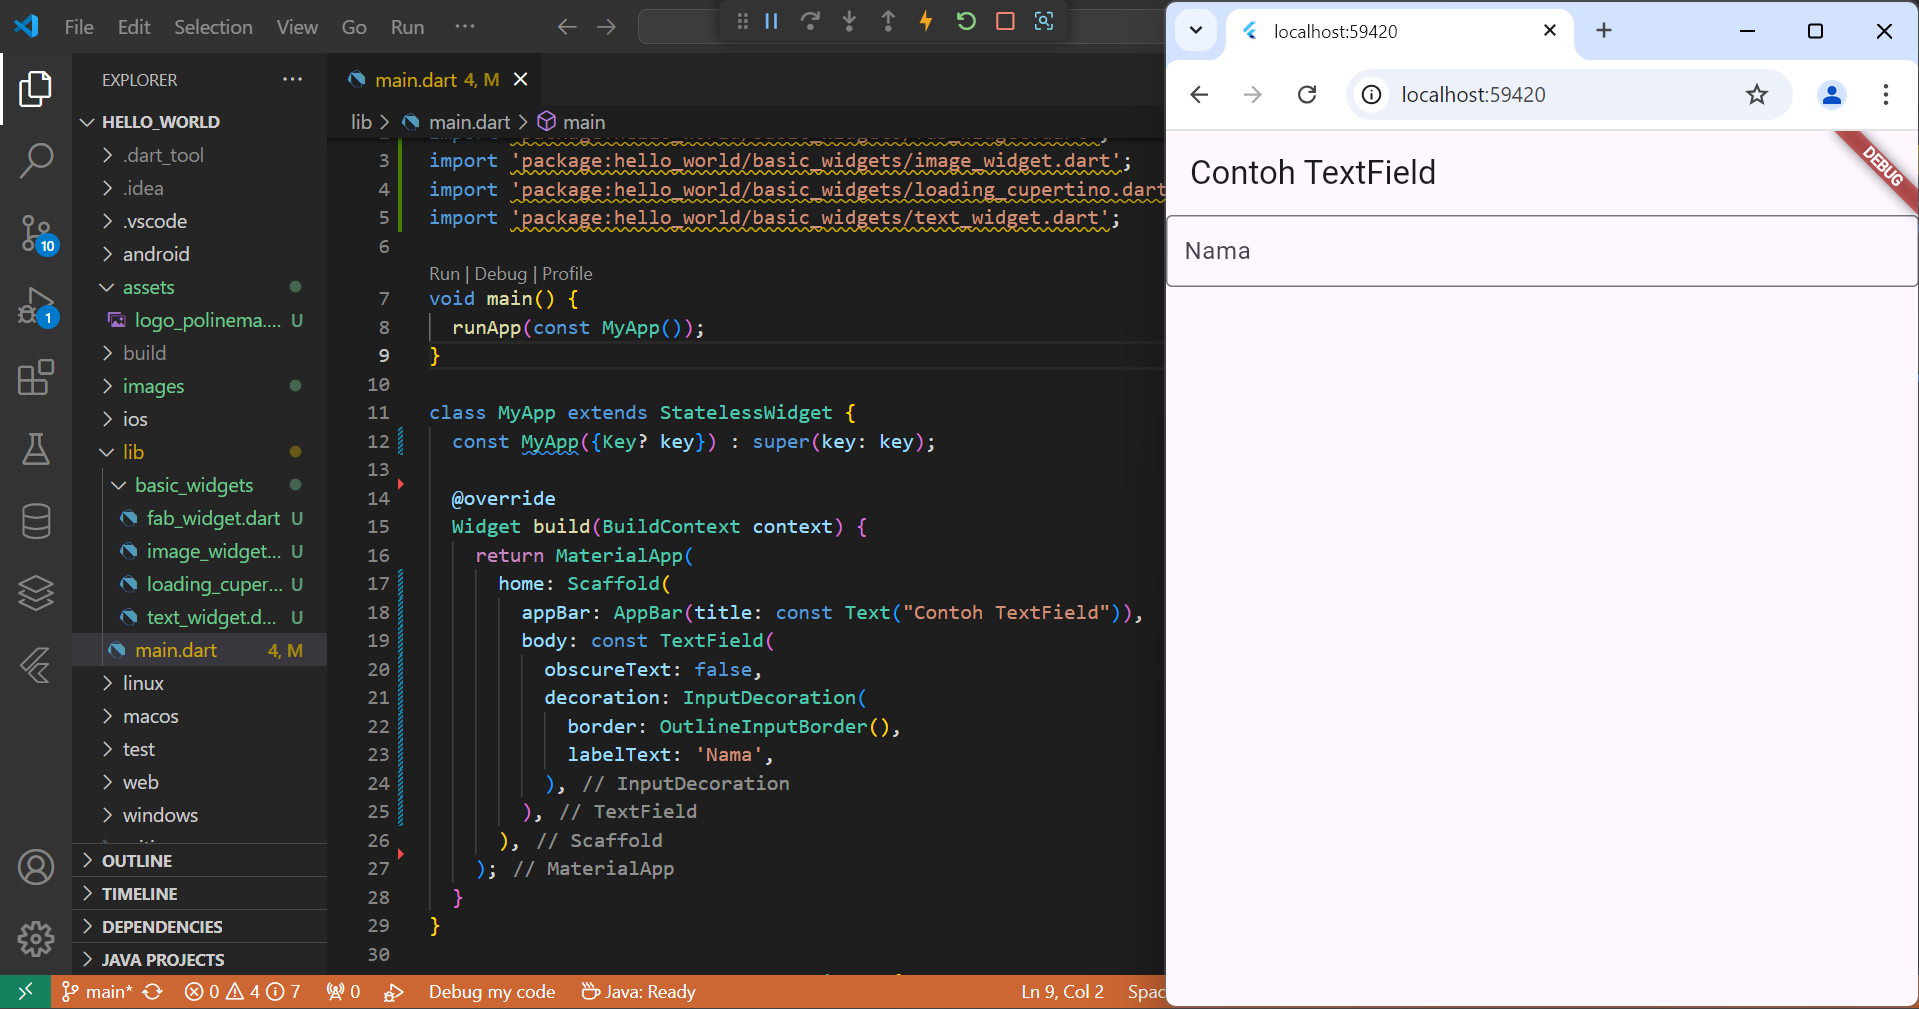 File Edit Selection View Go Run ···
EXPLORER ···
HELLO_WORLD
.dart_tool
.idea
.vscode
android
assets
logo_polinema.... U
build
images
ios
lib
basic_widgets
fab_widget.dart U
image_widget... U
loading_cuper... U
text_widget.d... U
main.dart 4, M
linux
macos
test
web
windows
OUTLINE
TIMELINE
DEPENDENCIES
JAVA PROJECTS
10
1
main.dart 4, M
lib > main.dart > main
3 import 'package:hello_world/basic_widgets/image_widget.dart';
4 import 'package:hello_world/basic_widgets/loading_cupertino.dart
5 import 'package:hello_world/basic_widgets/text_widget.dart';
6
Run | Debug | Profile
7 void main() {
8 runApp(const MyApp());
9 }
10
11 class MyApp extends StatelessWidget {
12 const MyApp({Key? key}) : super(key: key);
13
14 @override
15 Widget build(BuildContext context) {
16 return MaterialApp(
17 home: Scaffold(
18 appBar: AppBar(title: const Text("Contoh TextField")),
19 body: const TextField(
20 obscureText: false,
21 decoration: InputDecoration(
22 border: OutlineInputBorder(),
23 labelText: 'Nama',
24 ), // InputDecoration
25 ), // TextField
26 ), // Scaffold
27 ); // MaterialApp
28 }
29 }
30
main* 0 4 7 0 Debug my code Java: Ready Ln 9, Col 2 Spac
localhost:59420
localhost:59420
Contoh TextField
DEBUG
Nama